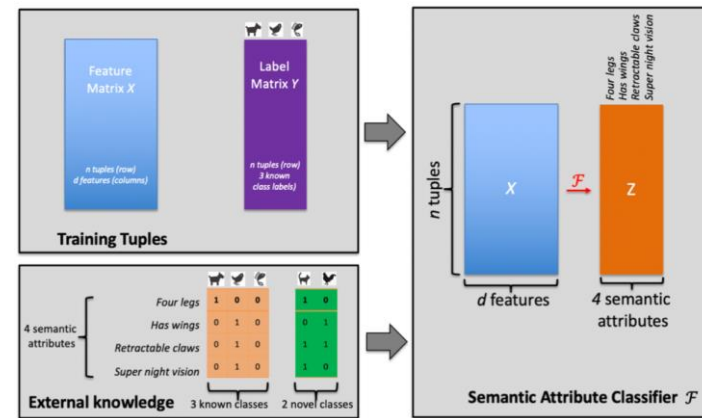 Feature
Matrix X
n tuples (row)
d features (columns)
Label
Matrix Y
n tuples (row)
3 known
class labels)
Training Tuples
4 semantic
attributes
Four legs
Has wings
Retractable claws
Super night vision
1 0 0
0 1 0
0 1 0
0 1 0
1 0
0 1
1 1
1 0
3 known classes
2 novel classes
External knowledge
Four legs
Has wings
Retractable claws
Super night vision
n tuples
X
ℱ
Z
d features
4 semantic
attributes
Semantic Attribute Classifier ℱ